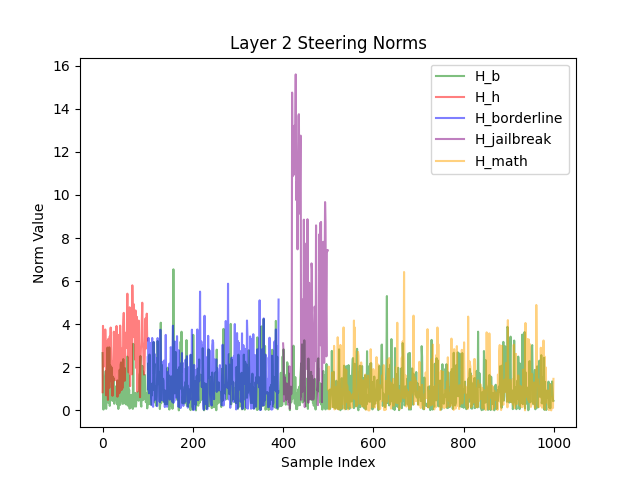 Layer 2 Steering Norms
16
14
12
10
8
6
4
2
0
Norm Value
H_b
H_h
H_borderline
H_jailbreak
H_math
0 200 400 600 800 1000
Sample Index